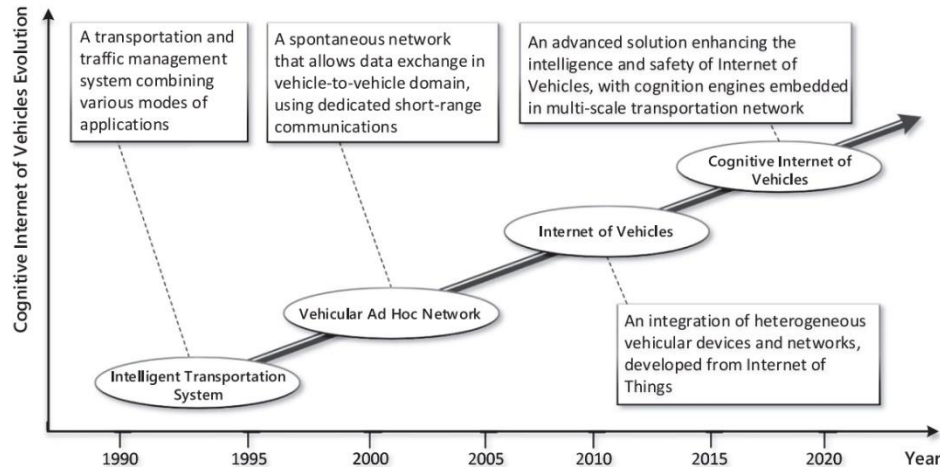 Cognitive Internet of Vehicles Evolution
A transportation and
traffic management
system combining
various modes of
applications
A spontaneous network
that allows data exchange in
vehicle-to-vehicle domain,
using dedicated short-range
communications
An advanced solution enhancing the
intelligence and safety of Internet of
Vehicles, with cognition engines embedded
in multi-scale transportation network
Cognitive Internet of
Vehicles
Internet of Vehicles
Vehicular Ad Hoc Network
Intelligent Transportation
System
An integration of heterogeneous
vehicular devices and networks,
developed from Internet of
Things
1990 1995 2000 2005 2010 2015 2020 Year